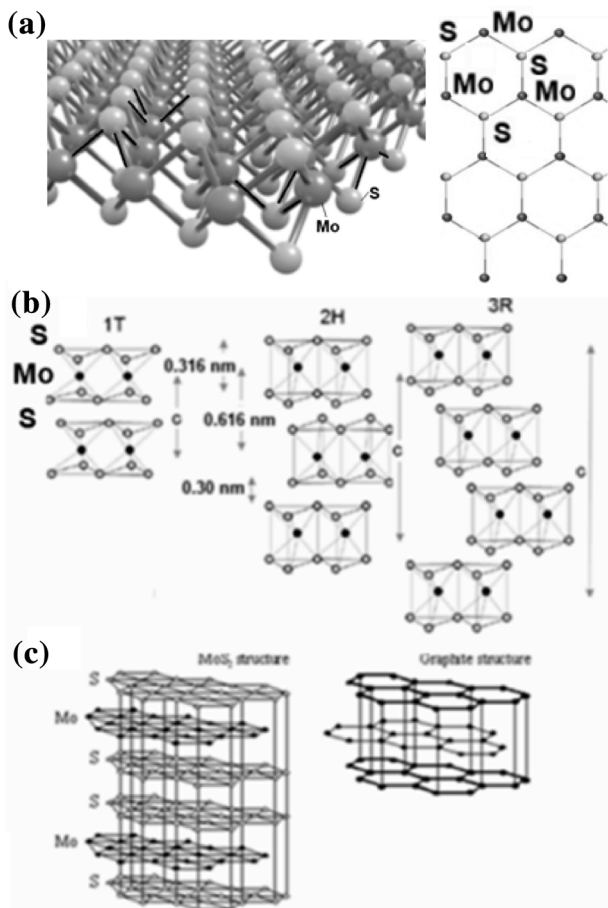 (a)
S
Mo
S
Mo
Mo
S
S
Mo
(b)
1T
2H
3R
S
Mo
S
0.316 nm
c
0.616 nm
0.30 nm
c
c
(c)
MoS₂ structure
Graphite structure
S
Mo
S
S
Mo
S